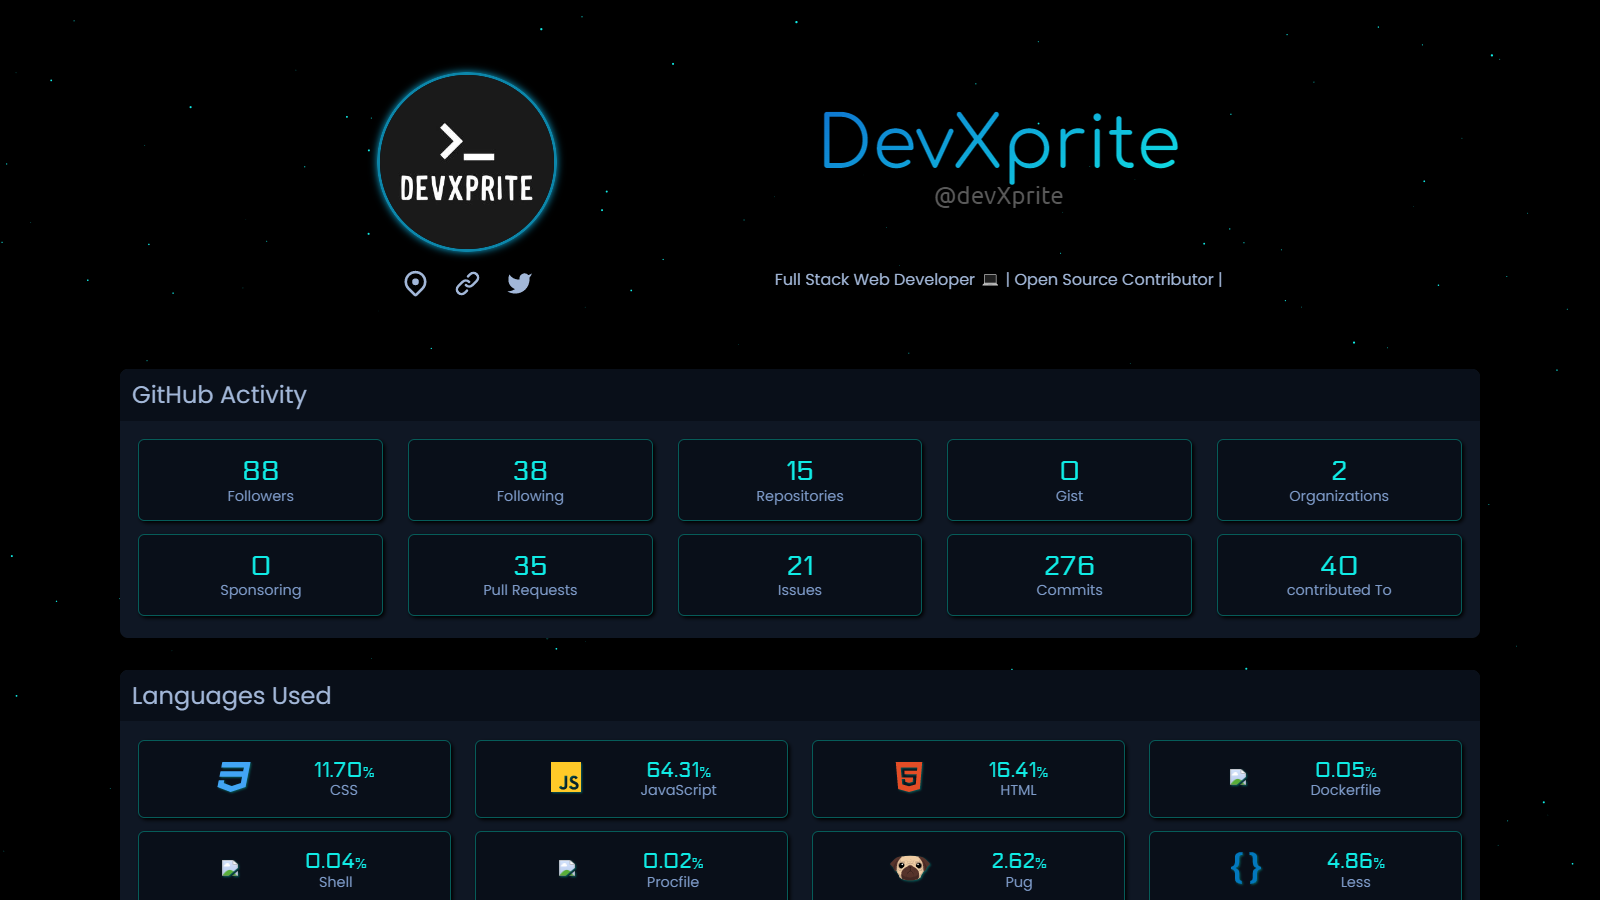 >_
DEVXPRITE
DevXprite
@devXprite
Full Stack Web Developer 💻 | Open Source Contributor |
GitHub Activity
88
Followers
38
Following
15
Repositories
0
Gist
2
Organizations
0
Sponsoring
35
Pull Requests
21
Issues
276
Commits
40
contributed To
Languages Used
11.70%
CSS
JS
64.31%
JavaScript
5
16.41%
HTML
0.05%
Dockerfile
0.04%
Shell
0.02%
Procfile
2.62%
Pug
{}
4.86%
Less